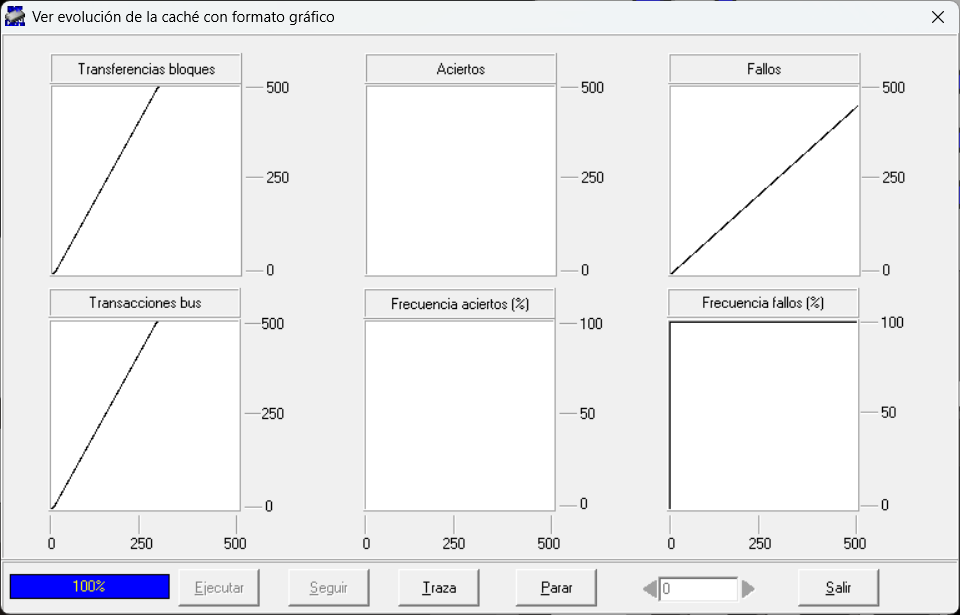 Ver evolución de la caché con formato gráfico
Transferencias bloques
500
250
0
Aciertos
500
250
0
Fallos
500
250
0
Transacciones bus
500
250
0
0 250 500
Frecuencia aciertos (%)
100
50
0
0 250 500
Frecuencia fallos (%)
100
50
0
0 250 500
100% Ejecutar Seguir Traza Parar 0 Salir